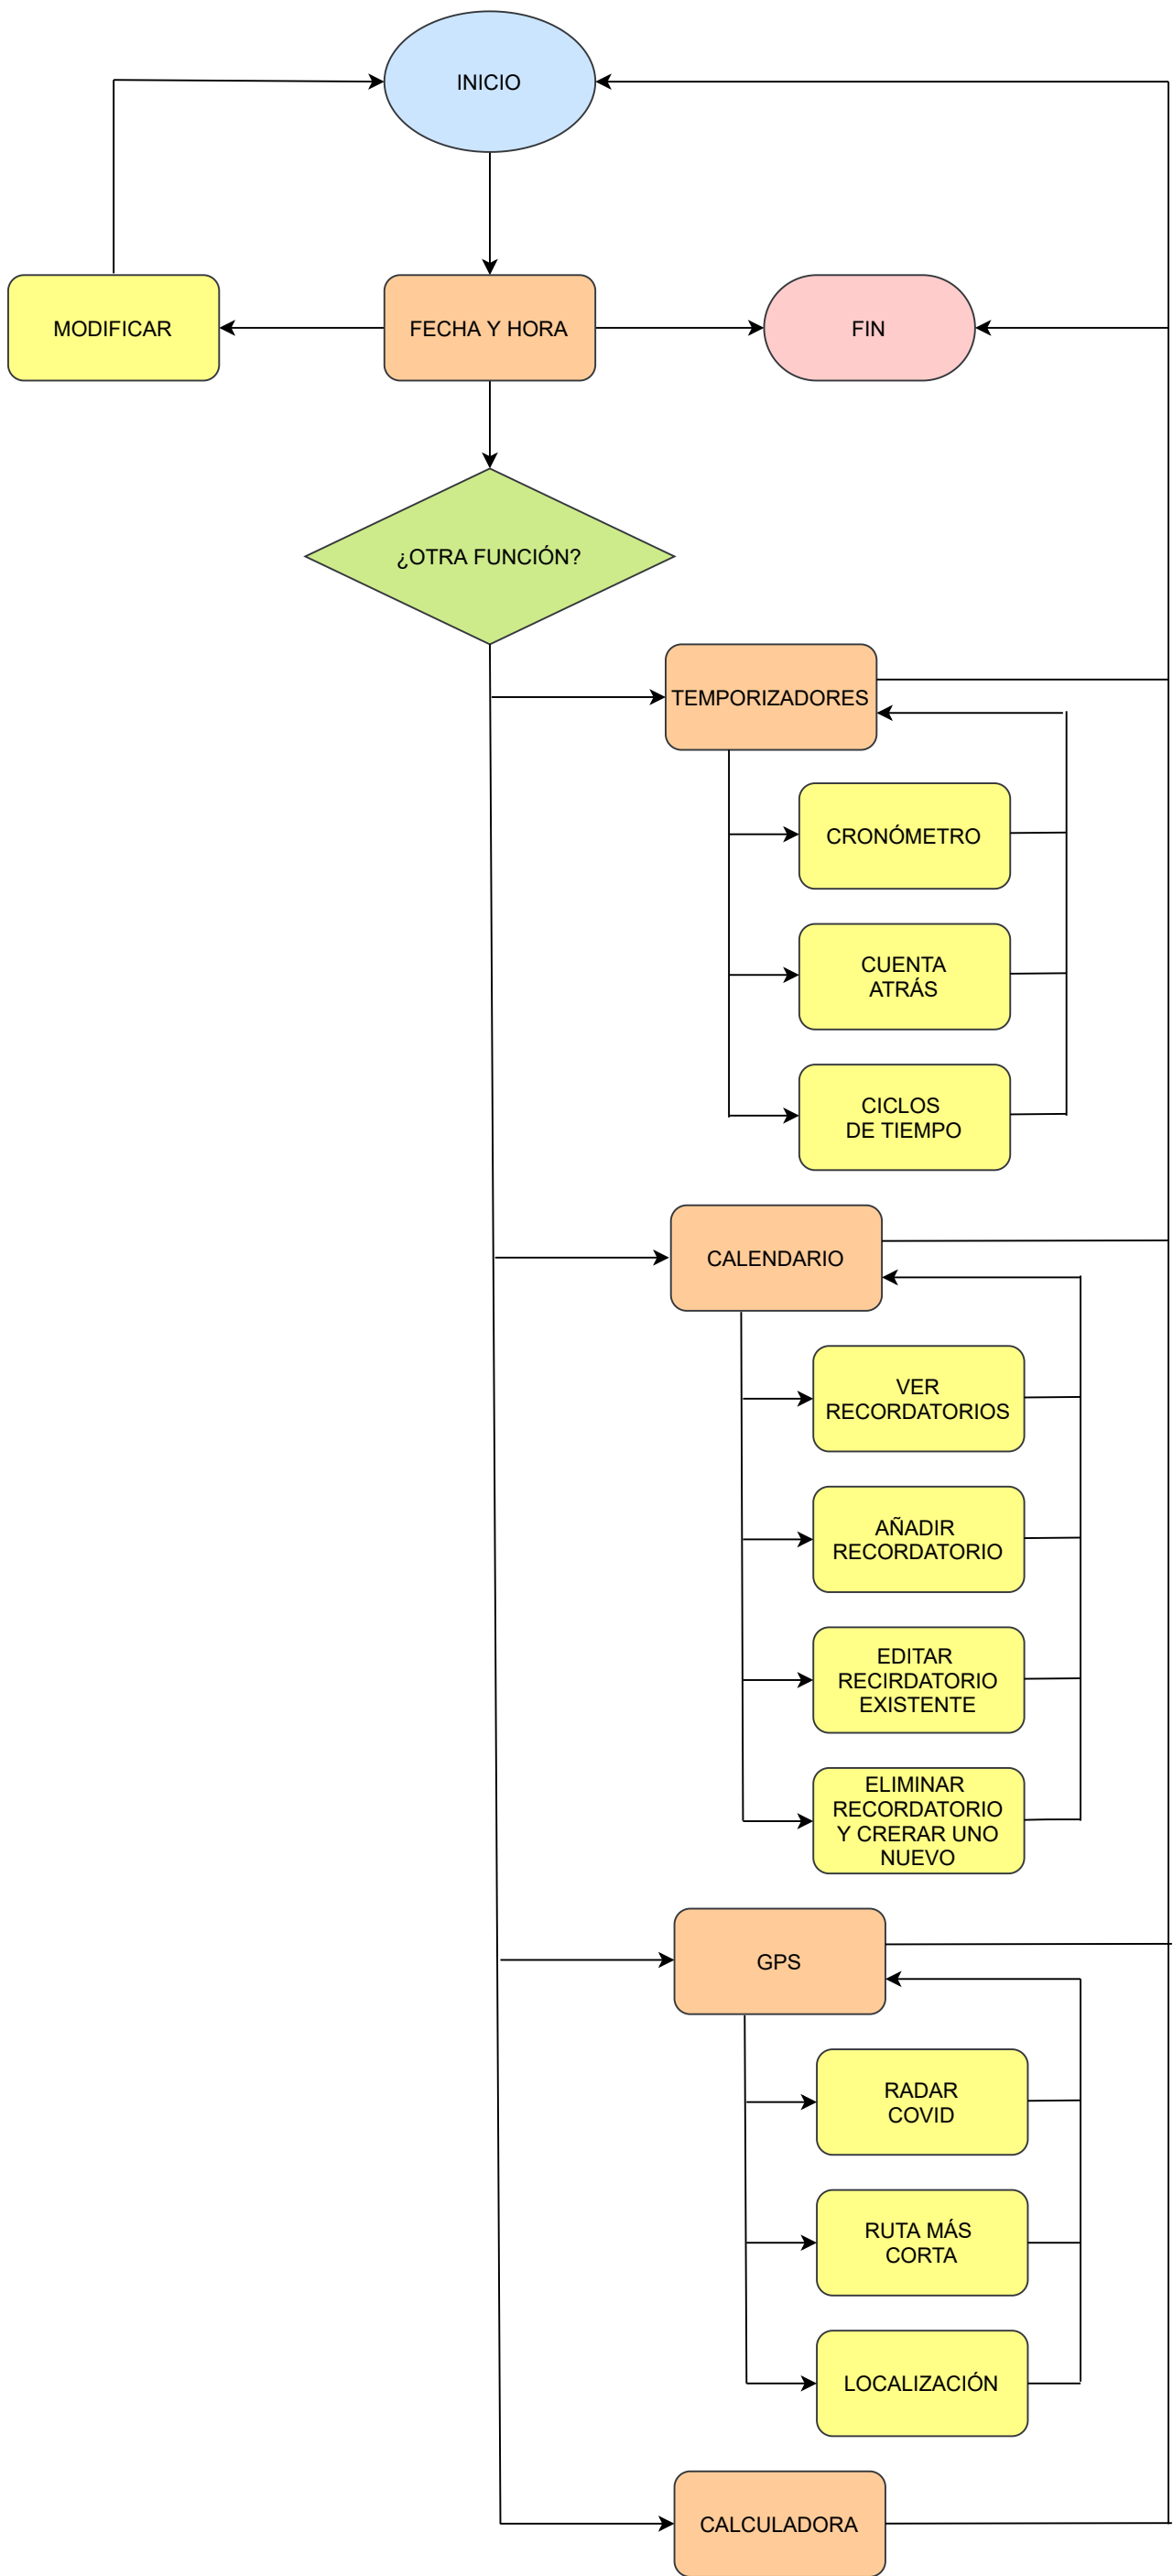 INICIO
MODIFICAR
FECHA Y HORA
FIN
¿OTRA FUNCIÓN?
TEMPORIZADORES
CRONÓMETRO
CUENTA
ATRÁS
CICLOS
DE TIEMPO
CALENDARIO
VER
RECORDATORIOS
AÑADIR
RECORDATORIO
EDITAR
RECIRDATORIO
EXISTENTE
ELIMINAR
RECORDATORIO
Y CRERAR UNO
NUEVO
GPS
RADAR
COVID
RUTA MÁS
CORTA
LOCALIZACIÓN
CALCULADORA